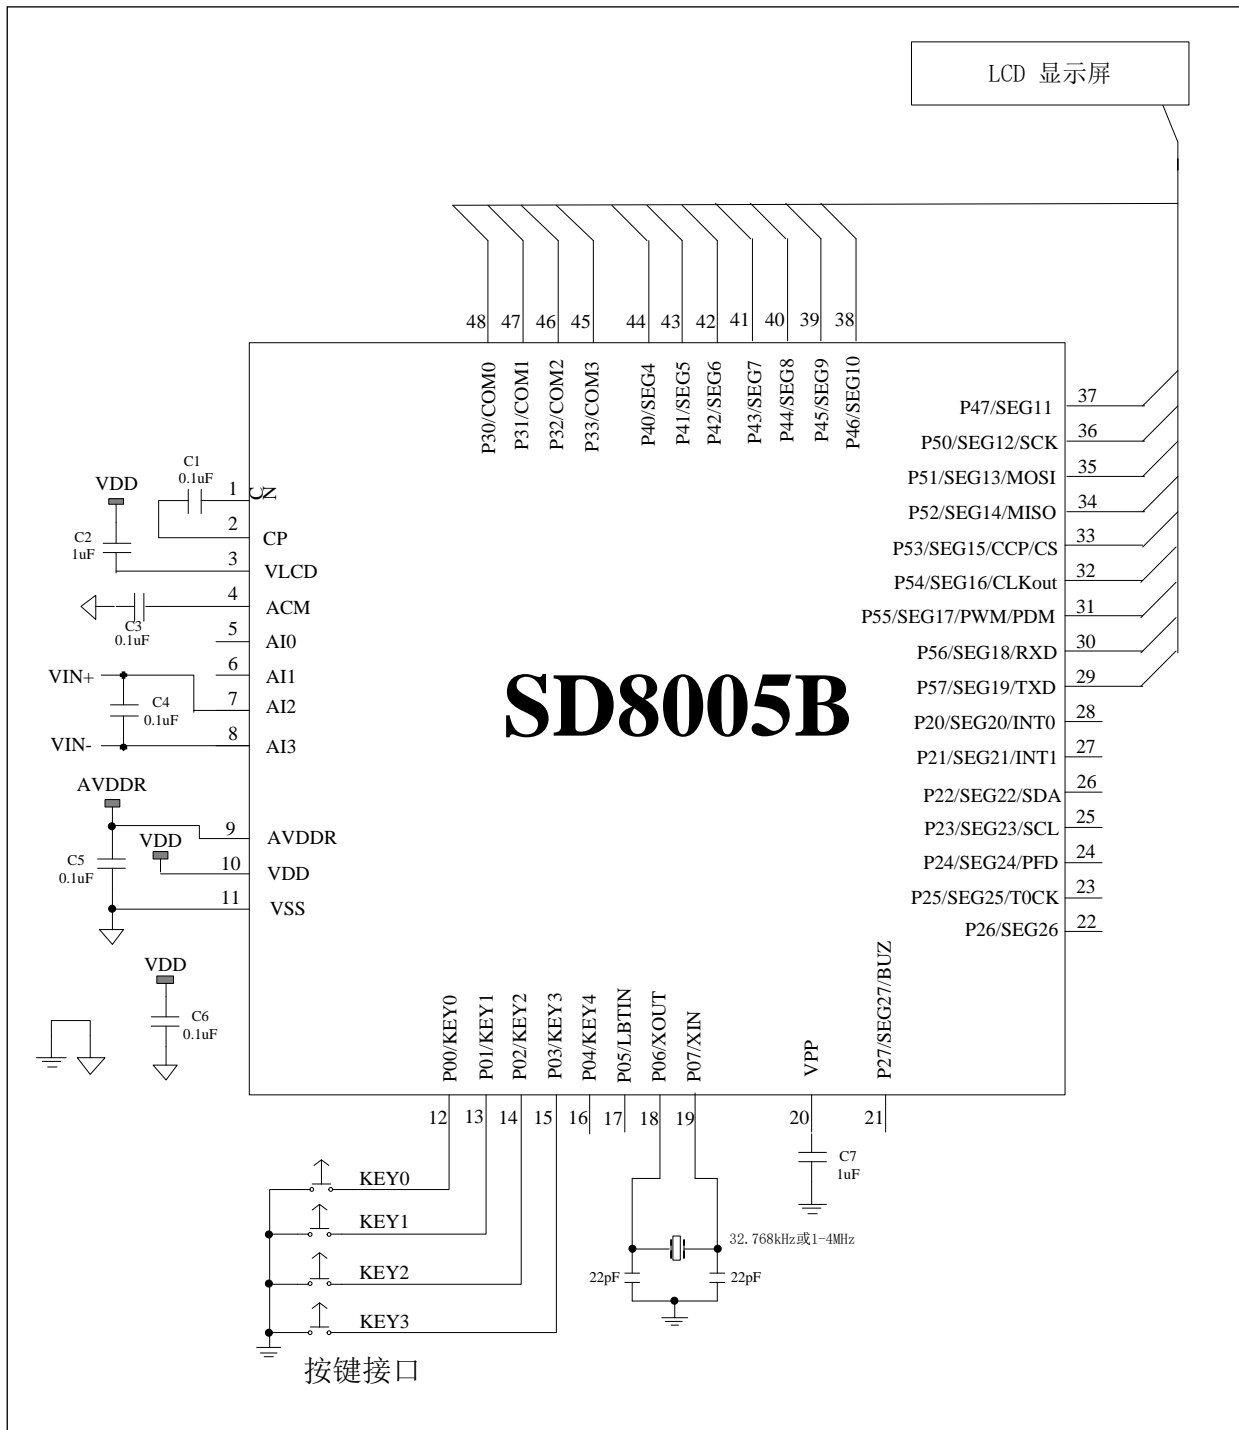 LCD 显示屏
48 47 46 45 44 43 42 41 40 39 38
P30/COM0
P31/COM1
P32/COM2
P33/COM3
P40/SEG4
P41/SEG5
P42/SEG6
P43/SEG7
P44/SEG8
P45/SEG9
P46/SEG10
P47/SEG11 37
P50/SEG12/SCK 36
P51/SEG13/MOSI 35
P52/SEG14/MISO 34
P53/SEG15/CCP/CS 33
P54/SEG16/CLKout 32
P55/SEG17/PWM/PDM 31
P56/SEG18/RXD 30
P57/SEG19/TXD 29
P20/SEG20/INT0 28
P21/SEG21/INT1 27
P22/SEG22/SDA 26
P23/SEG23/SCL 25
P24/SEG24/PFD 24
P25/SEG25/T0CK 23
P26/SEG26 22
C1
0.1uF
VDD
1 CN
2 CP
C2
1uF
3 VLCD
4 ACM
C3
0.1uF
5 AI0
6 AI1
VIN+
7 AI2
C4
0.1uF
VIN-
8 AI3
SD8005B
AVDDR
9 AVDDR
VDD
10 VDD
C5
0.1uF
11 VSS
VDD
C6
0.1uF
P00/KEY0
P01/KEY1
P02/KEY2
P03/KEY3
P04/KEY4
P05/LBTIN
P06/XOUT
P07/XIN
VPP
P27/SEG27/BUZ
12 13 14 15 16 17 18 19 20 21
C7
1uF
KEY0
KEY1
KEY2
KEY3
32.768kHz或1-4MHz
22pF 22pF
按键接口